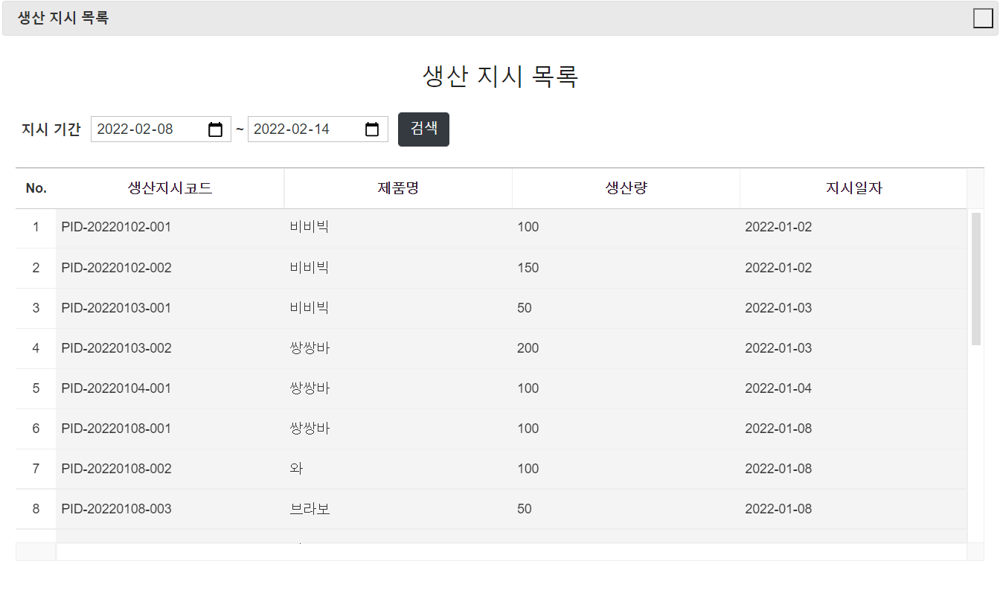 생산 지시 목록
생산 지시 목록
지시 기간 2022-02-08 ~ 2022-02-14 검색
No. 생산지시코드 제품명 생산량 지시일자
1 PID-20220102-001 비비빅 100 2022-01-02
2 PID-20220102-002 비비빅 150 2022-01-02
3 PID-20220103-001 비비빅 50 2022-01-03
4 PID-20220103-002 쌍쌍바 200 2022-01-03
5 PID-20220104-001 쌍쌍바 100 2022-01-04
6 PID-20220108-001 쌍쌍바 100 2022-01-08
7 PID-20220108-002 와 100 2022-01-08
8 PID-20220108-003 브라보 50 2022-01-08